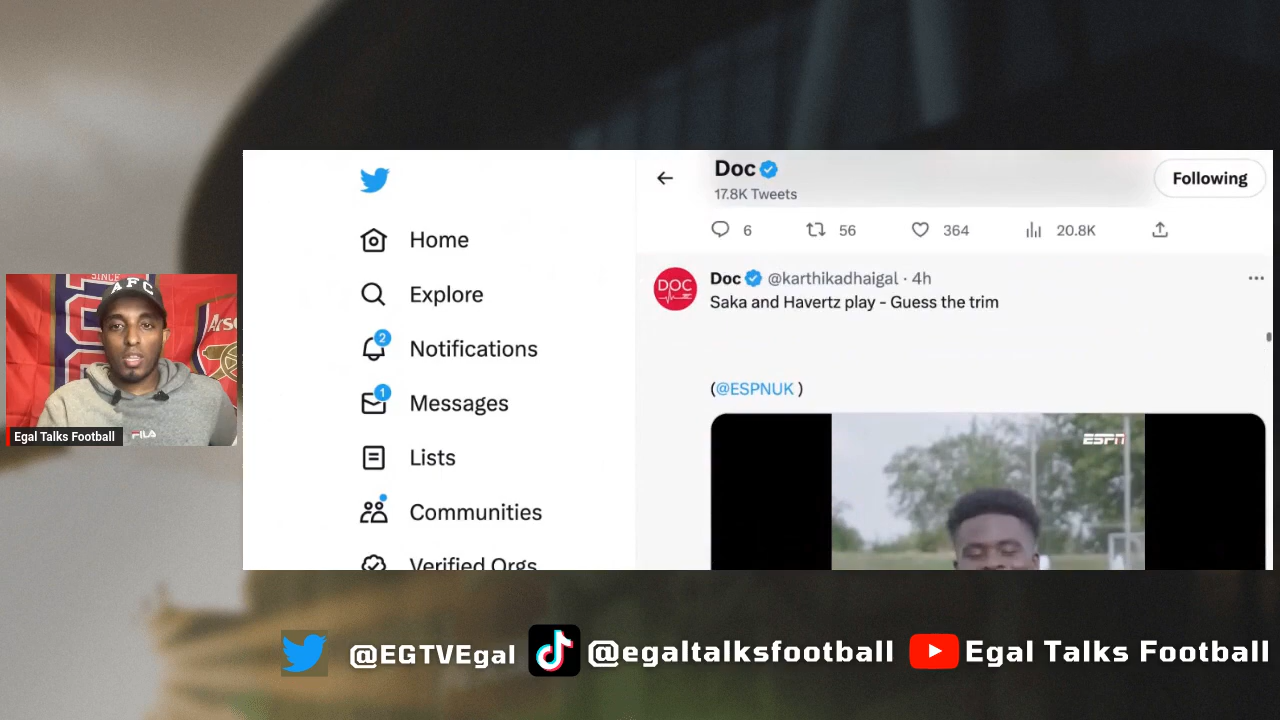 SINCE
AFC
Arse
FILA
Egal Talks Football
Home
Explore
2
Notifications
1
Messages
Lists
Communities
Verified Orgs
Doc
17.8K Tweets
Following
6
56
364
20.8K
DOC
Doc @karthikadhaigal · 4h
Saka and Havertz play - Guess the trim
(@ESPNUK )
ESPN
@EGTVEgal
@egaltalksfootball
Egal Talks Football